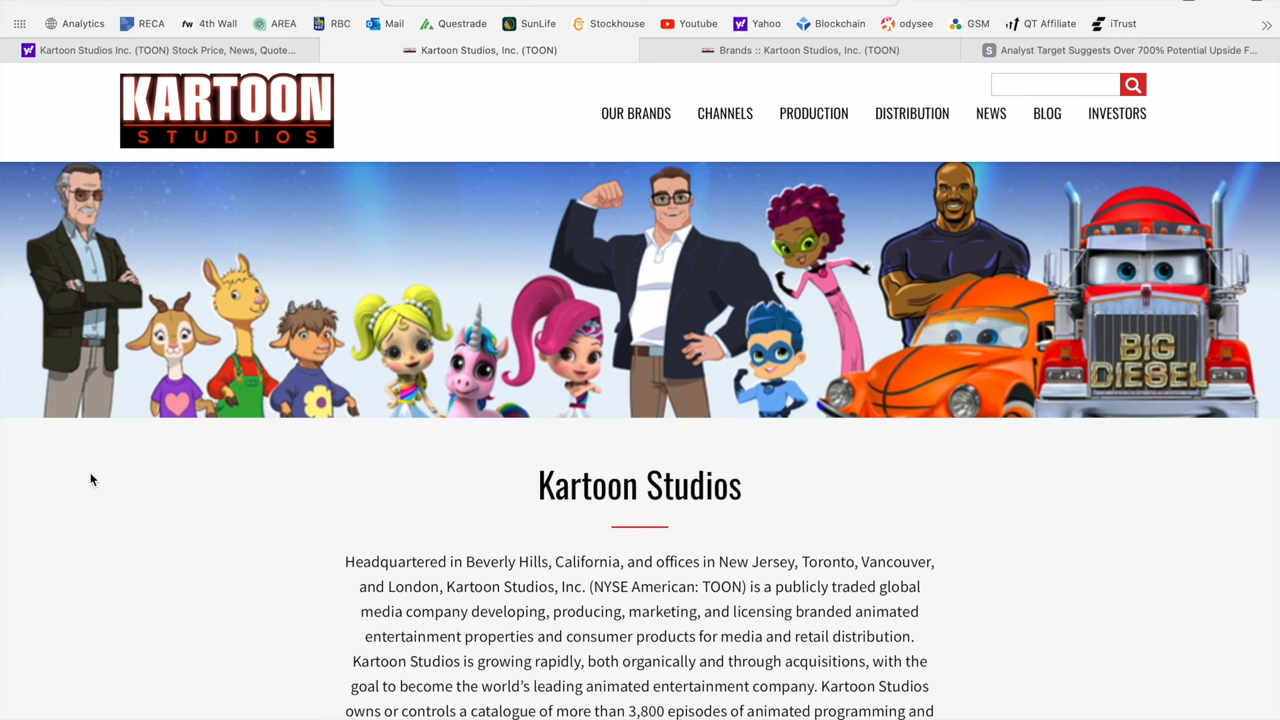 Analytics RECA fw 4th Wall AREA RBC RBC Mail Questrade SunLife Stockhouse Youtube Yahoo Blockchain odysee GSM QT Affiliate iTrust
y! Kartoon Studios Inc. (TOON) Stock Price, News, Quote... Kartoon Studios, Inc. (TOON) Brands :: Kartoon Studios, Inc. (TOON) S Analyst Target Suggests Over 700% Potential Upside F...
KARTOON
STUDIOS
OUR BRANDS CHANNELS PRODUCTION DISTRIBUTION NEWS BLOG INVESTORS
BIG
DIESEL
Kartoon Studios
Headquartered in Beverly Hills, California, and offices in New Jersey, Toronto, Vancouver,
and London, Kartoon Studios, Inc. (NYSE American: TOON) is a publicly traded global
media company developing, producing, marketing, and licensing branded animated
entertainment properties and consumer products for media and retail distribution.
Kartoon Studios is growing rapidly, both organically and through acquisitions, with the
goal to become the world's leading animated entertainment company. Kartoon Studios
owns or controls a catalogue of more than 3,800 episodes of animated programming and